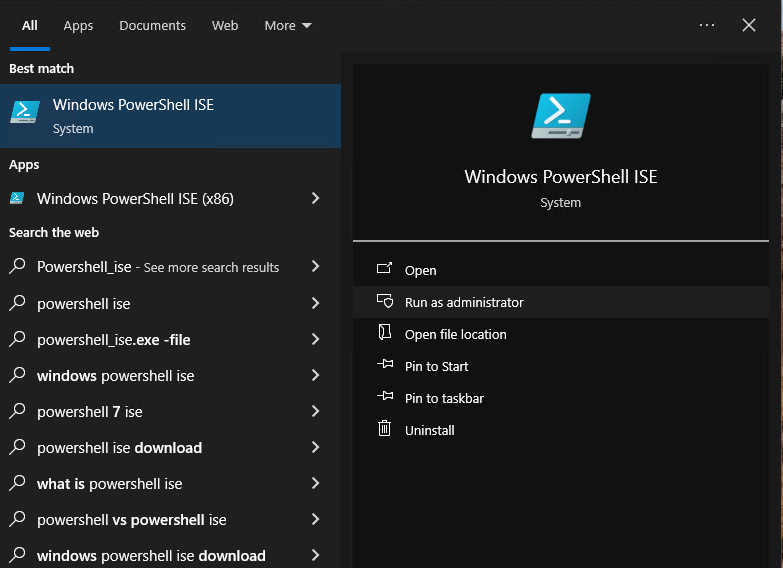 All Apps Documents Web More
Best match
Windows PowerShell ISE
System
Apps
Windows PowerShell ISE (x86)
Search the web
Powershell_ise - See more search results
powershell ise
powershell_ise.exe -file
windows powershell ise
powershell 7 ise
powershell ise download
what is powershell ise
powershell vs powershell ise
windows powershell ise download
Windows PowerShell ISE
System
Open
Run as administrator
Open file location
Pin to Start
Pin to taskbar
Uninstall